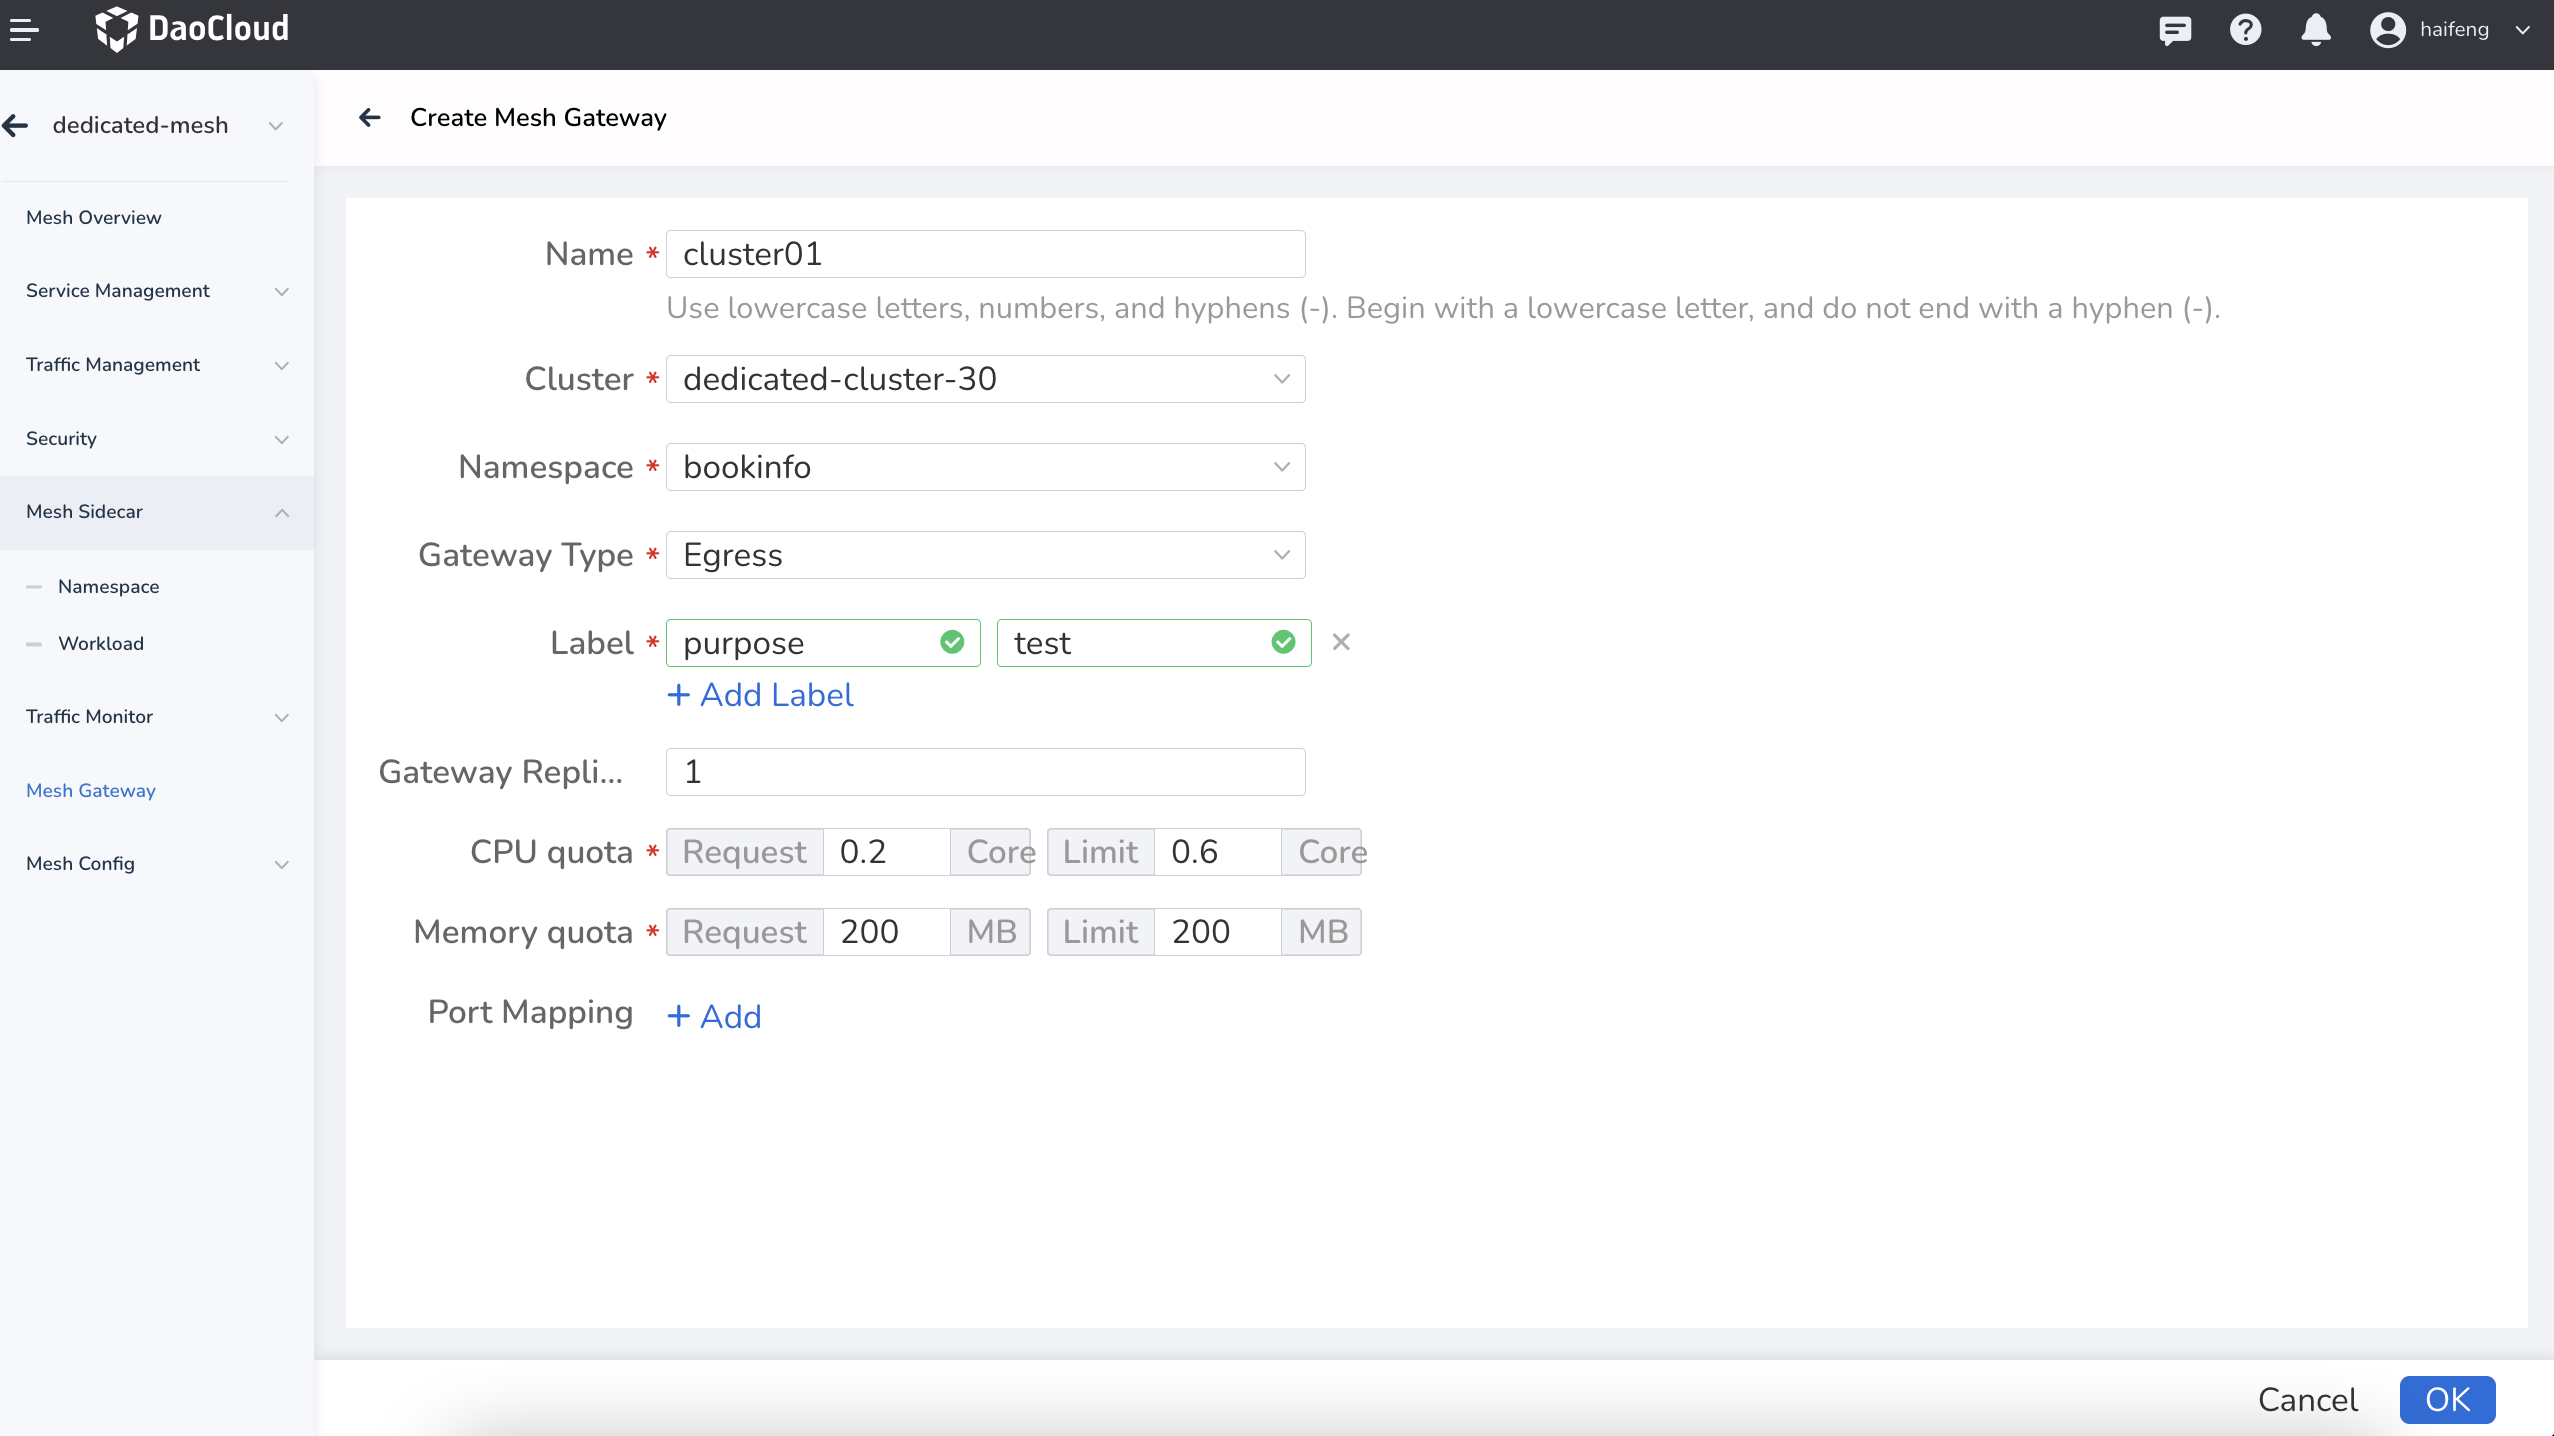 DaoCloud
haifeng
dedicated-mesh
Mesh Overview
Service Management
Traffic Management
Security
Mesh Sidecar
Namespace
Workload
Traffic Monitor
Mesh Gateway
Mesh Config
Create Mesh Gateway
Name * cluster01
Use lowercase letters, numbers, and hyphens (-). Begin with a lowercase letter, and do not end with a hyphen (-).
Cluster * dedicated-cluster-30
Namespace * bookinfo
Gateway Type * Egress
Label * purpose test
+ Add Label
Gateway Repli... 1
CPU quota * Request 0.2 Core Limit 0.6 Core
Memory quota * Request 200 MB Limit 200 MB
Port Mapping + Add
Cancel OK